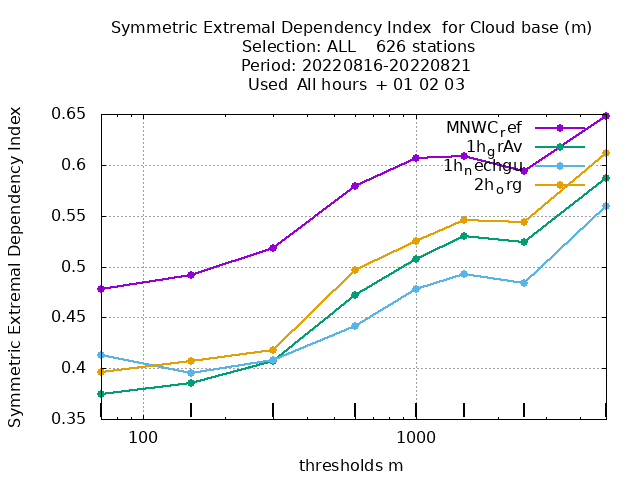 Symmetric Extremal Dependency Index  for Cloud base (m)
Selection: ALL    626 stations
Period: 20220816-20220821
Used  All hours  + 01 02 03
Symmetric Extremal Dependency Index
0.65
0.6
0.55
0.5
0.45
0.4
0.35
MNWCref
1hgrAv
1hnechgu
2horg
100
1000
thresholds m